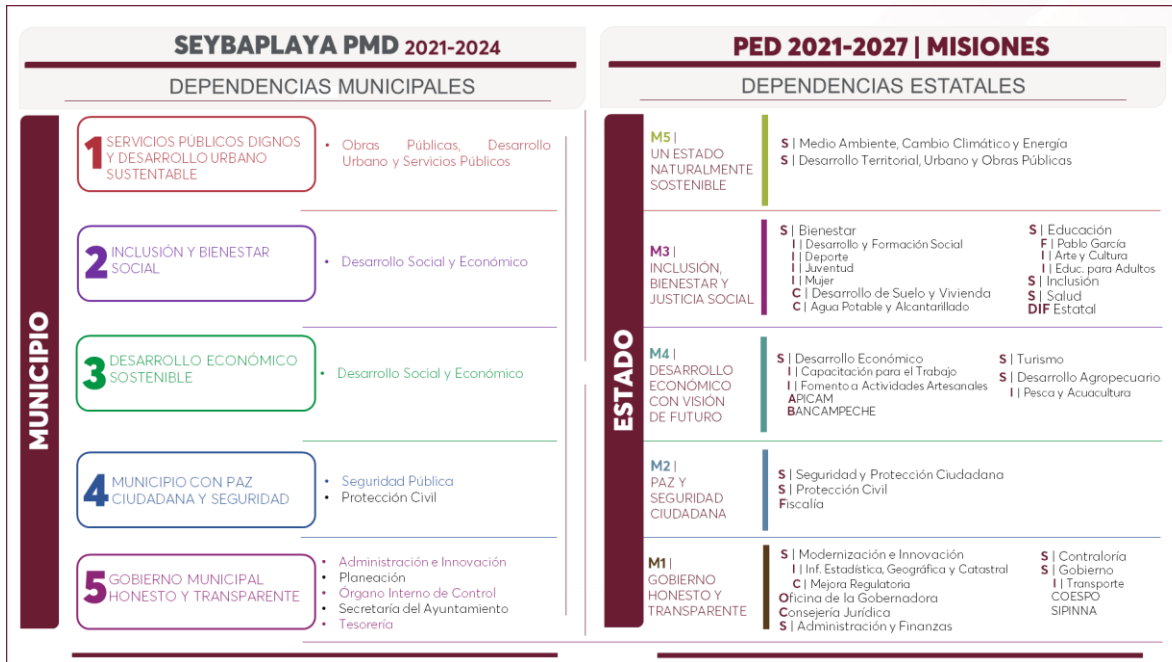 SEYBAPLAYA PMD 2021-2024
DEPENDENCIAS MUNICIPALES
MUNICIPIO
1 SERVICIOS PÚBLICOS DIGNOS
Y DESARROLLO URBANO
SUSTENTABLE
• Obras Públicas, Desarrollo
Urbano y Servicios Públicos
2 INCLUSIÓN Y BIENESTAR
SOCIAL
• Desarrollo Social y Económico
3 DESARROLLO ECONÓMICO
SOSTENIBLE
• Desarrollo Social y Económico
4 MUNICIPIO CON PAZ
CIUDADANA Y SEGURIDAD
• Seguridad Pública
• Protección Civil
5 GOBIERNO MUNICIPAL
HONESTO Y TRANSPARENTE
• Administración e Innovación
• Planeación
• Órgano Interno de Control
• Secretaría del Ayuntamiento
• Tesorería
PED 2021-2027 | MISIONES
DEPENDENCIAS ESTATALES
ESTADO
M5 |
UN ESTADO
NATURALMENTE
SOSTENIBLE
S | Medio Ambiente, Cambio Climático y Energía
S | Desarrollo Territorial, Urbano y Obras Públicas
M3 |
INCLUSIÓN,
BIENESTAR Y
JUSTICIA SOCIAL
S | Bienestar
I | Desarrollo y Formación Social
I | Deporte
I | Juventud
I | Mujer
C | Desarrollo de Suelo y Vivienda
C | Agua Potable y Alcantarillado
S | Educación
F | Pablo García
I | Arte y Cultura
I | Educ. para Adultos
S | Inclusión
S | Salud
DIF Estatal
M4 |
DESARROLLO
ECONÓMICO
CON VISIÓN
DE FUTURO
S | Desarrollo Económico
I | Capacitación para el Trabajo
I | Fomento a Actividades Artesanales
APICAM
BANCAMPECHE
S | Turismo
S | Desarrollo Agropecuario
I | Pesca y Acuacultura
M2 |
PAZ Y
SEGURIDAD
CIUDADANA
S | Seguridad y Protección Ciudadana
S | Protección Civil
Fiscalía
M1 |
GOBIERNO
HONESTO Y
TRANSPARENTE
S | Modernización e Innovación
I | Inf. Estadística, Geográfica y Catastral
C | Mejora Regulatoria
Oficina de la Gobernadora
Consejería Jurídica
S | Administración y Finanzas
S | Contraloría
S | Gobierno
I | Transporte
COESPO
SIPINNA